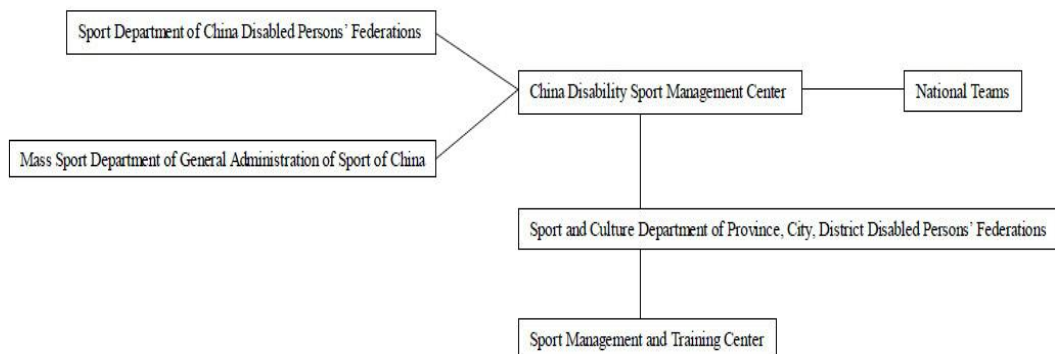 Sport Department of China Disabled Persons' Federations
China Disability Sport Management Center
National Teams
Mass Sport Department of General Administration of Sport of China
Sport and Culture Department of Province, City, District Disabled Persons' Federations
Sport Management and Training Center